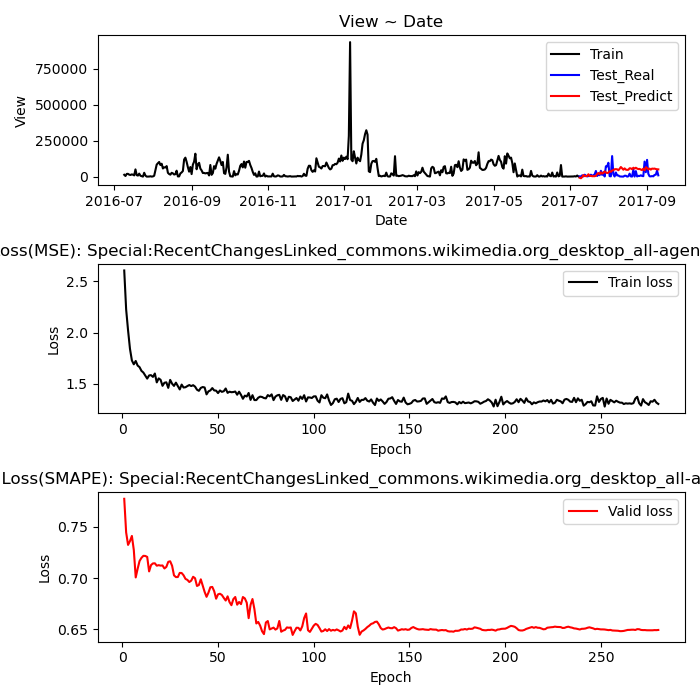 View ~ Date
View
750000
500000
250000
0
Train
Test_Real
Test_Predict
2016-07 2016-09 2016-11 2017-01 2017-03 2017-05 2017-07 2017-09
Date
oss(MSE): Special:RecentChangesLinked_commons.wikimedia.org_desktop_all-agen
Loss
2.5
2.0
1.5
Train loss
0 50 100 150 200 250
Epoch
Loss(SMAPE): Special:RecentChangesLinked_commons.wikimedia.org_desktop_all-a
Loss
0.75
0.70
0.65
Valid loss
0 50 100 150 200 250
Epoch